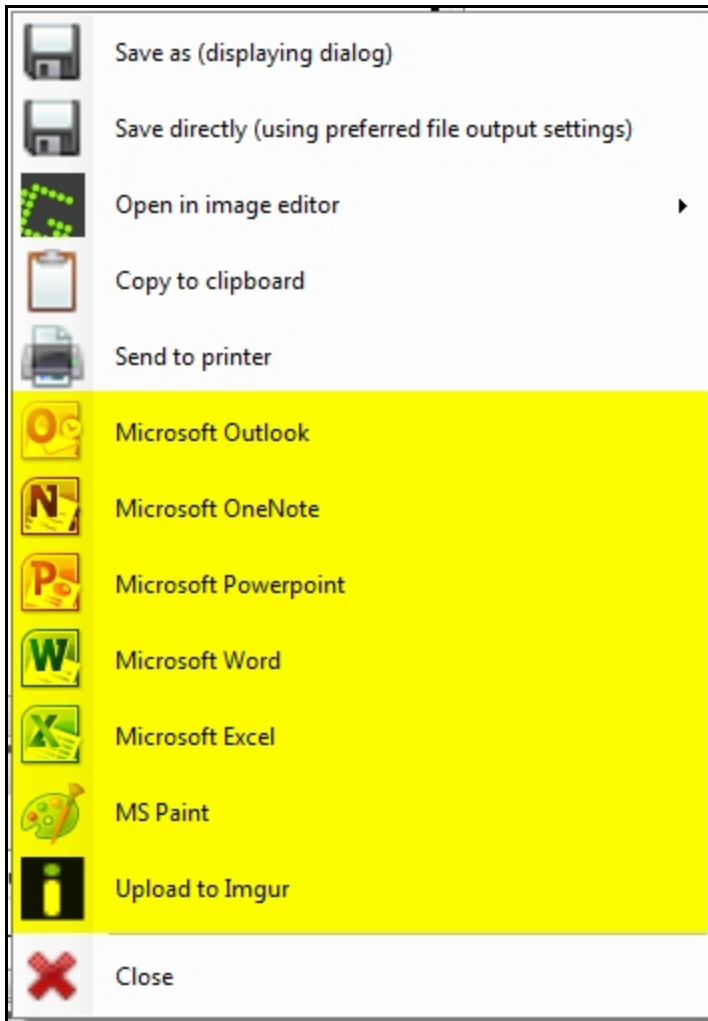 Save as (displaying dialog)
Save directly (using preferred file output settings)
Open in image editor
Copy to clipboard
Send to printer
Microsoft Outlook
Microsoft OneNote
Microsoft Powerpoint
Microsoft Word
Microsoft Excel
MS Paint
Upload to Imgur
Close